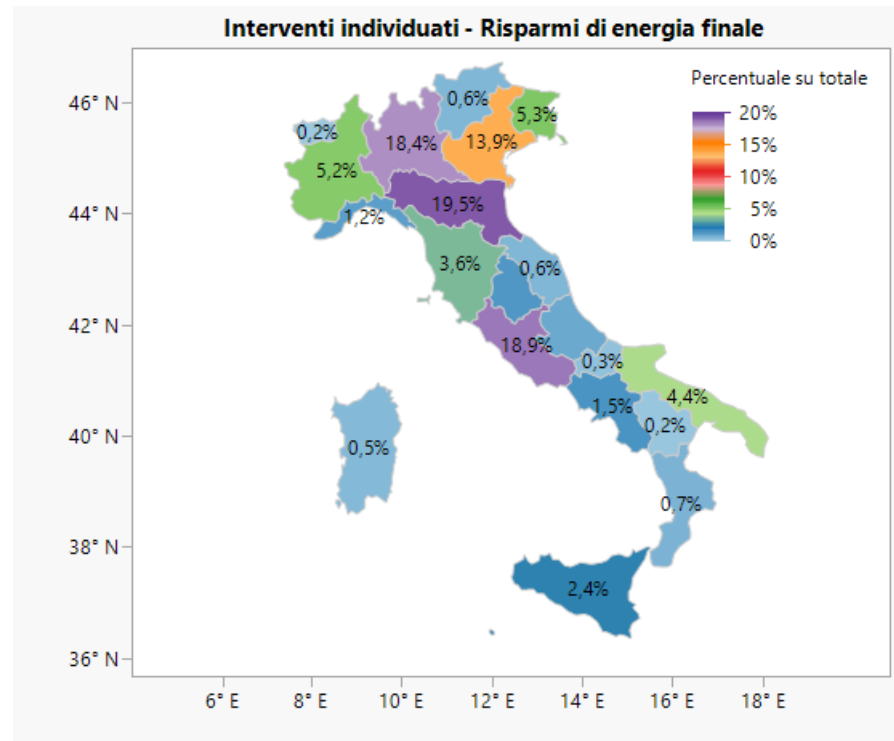 Interventi individuati - Risparmi di energia finale
Percentuale su totale
20%
15%
10%
5%
0%
46° N
44° N
42° N
40° N
38° N
36° N
0,6%
5,3%
0,2%
18,4%
13,9%
5,2%
19,5%
1,2%
3,6%
0,6%
18,9%
0,3%
4,4%
1,5%
0,2%
0,5%
0,7%
2,4%
6° E
8° E
10° E
12° E
14° E
16° E
18° E